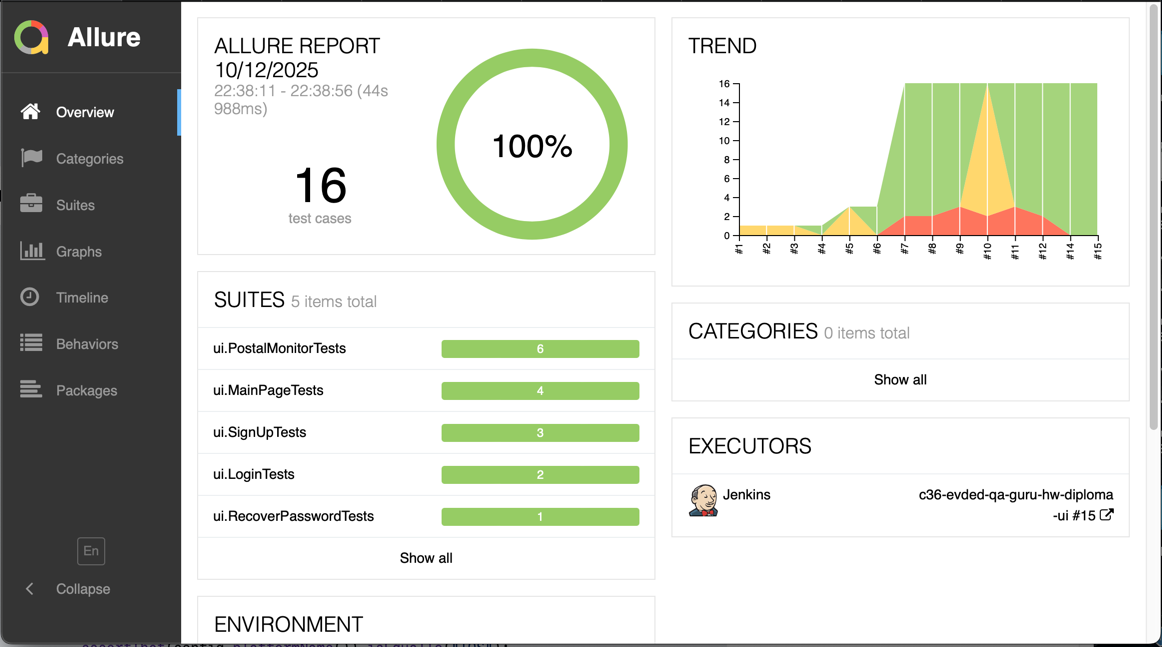 Allure
Overview
Categories
Suites
Graphs
Timeline
Behaviors
Packages
En
Collapse
ALLURE REPORT
10/12/2025
22:38:11 - 22:38:56 (44s
988ms)
16
test cases
100%
SUITES 5 items total
ui.PostalMonitorTests 6
ui.MainPageTests 4
ui.SignUpTests 3
ui.LoginTests 2
ui.RecoverPasswordTests 1
Show all
ENVIRONMENT
TREND
16
14
12
10
8
6
4
2
0
#1 #2 #3 #4 #5 #6 #7 #8 #9 #10 #11 #12 #14 #15
CATEGORIES 0 items total
Show all
EXECUTORS
Jenkins c36-evded-qa-guru-hw-diploma
-ui #15